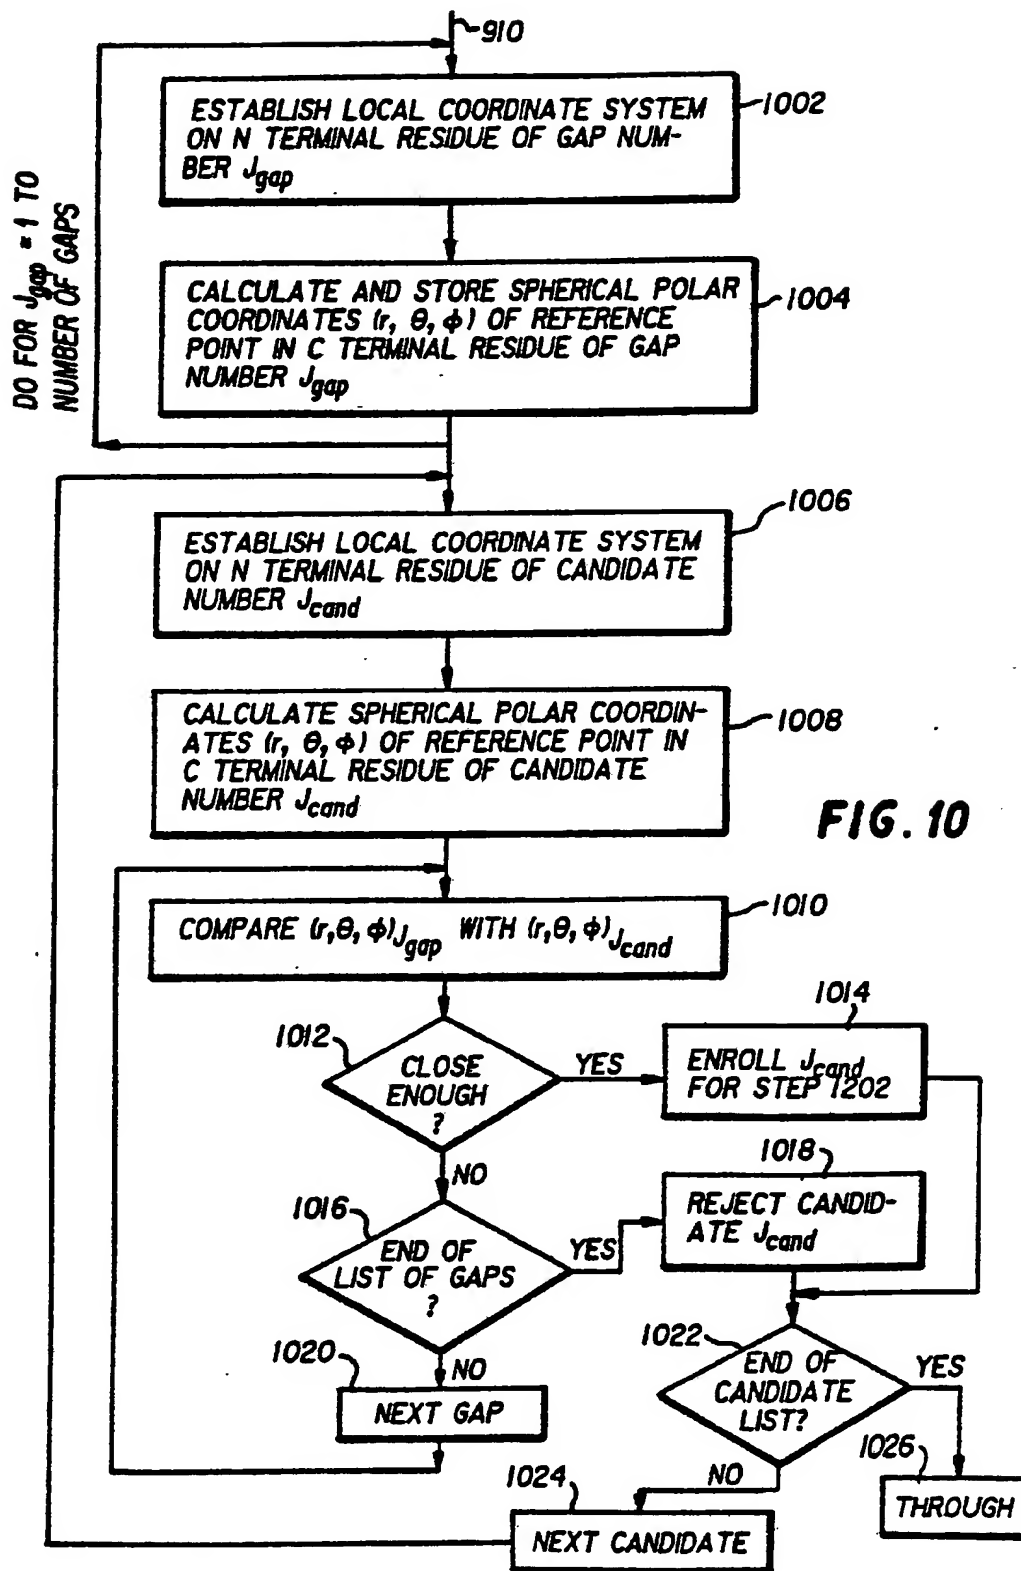 910
ESTABLISH LOCAL COORDINATE SYSTEM
ON N TERMINAL RESIDUE OF GAP NUM-
BER Jgap
1002
DO FOR Jgap = 1 TO
NUMBER OF GAPS
CALCULATE AND STORE SPHERICAL POLAR
COORDINATES (r, θ, ϕ) OF REFERENCE
POINT IN C TERMINAL RESIDUE OF GAP
NUMBER Jgap
1004
ESTABLISH LOCAL COORDINATE SYSTEM
ON N TERMINAL RESIDUE OF CANDIDATE
NUMBER Jcand
1006
CALCULATE SPHERICAL POLAR COORDIN-
ATES (r, θ, ϕ) OF REFERENCE POINT IN
C TERMINAL RESIDUE OF CANDIDATE
NUMBER Jcand
1008
FIG. 10
COMPARE (r,θ,ϕ)Jgap WITH (r,θ,ϕ)Jcand
1010
1012
CLOSE
ENOUGH
?
YES
NO
1014
ENROLL Jcand
FOR STEP 1202
1016
END OF
LIST OF GAPS
?
YES
NO
1018
REJECT CANDID-
ATE Jcand
1020
NEXT GAP
1022
END OF
CANDIDATE
LIST?
YES
NO
1024
NEXT CANDIDATE
1026
THROUGH